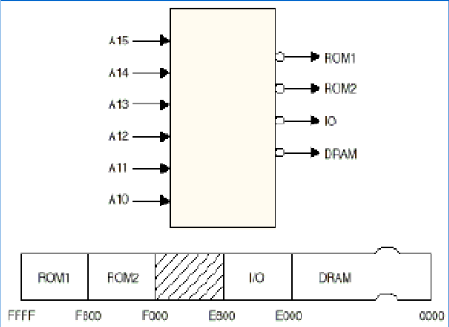 A15
ROM1
A14
ROM2
A13
IO
A12
DRAM
A11
A10
ROM1 ROM2 I/O DRAM
FFFF F800 F000 E800 E000 0000